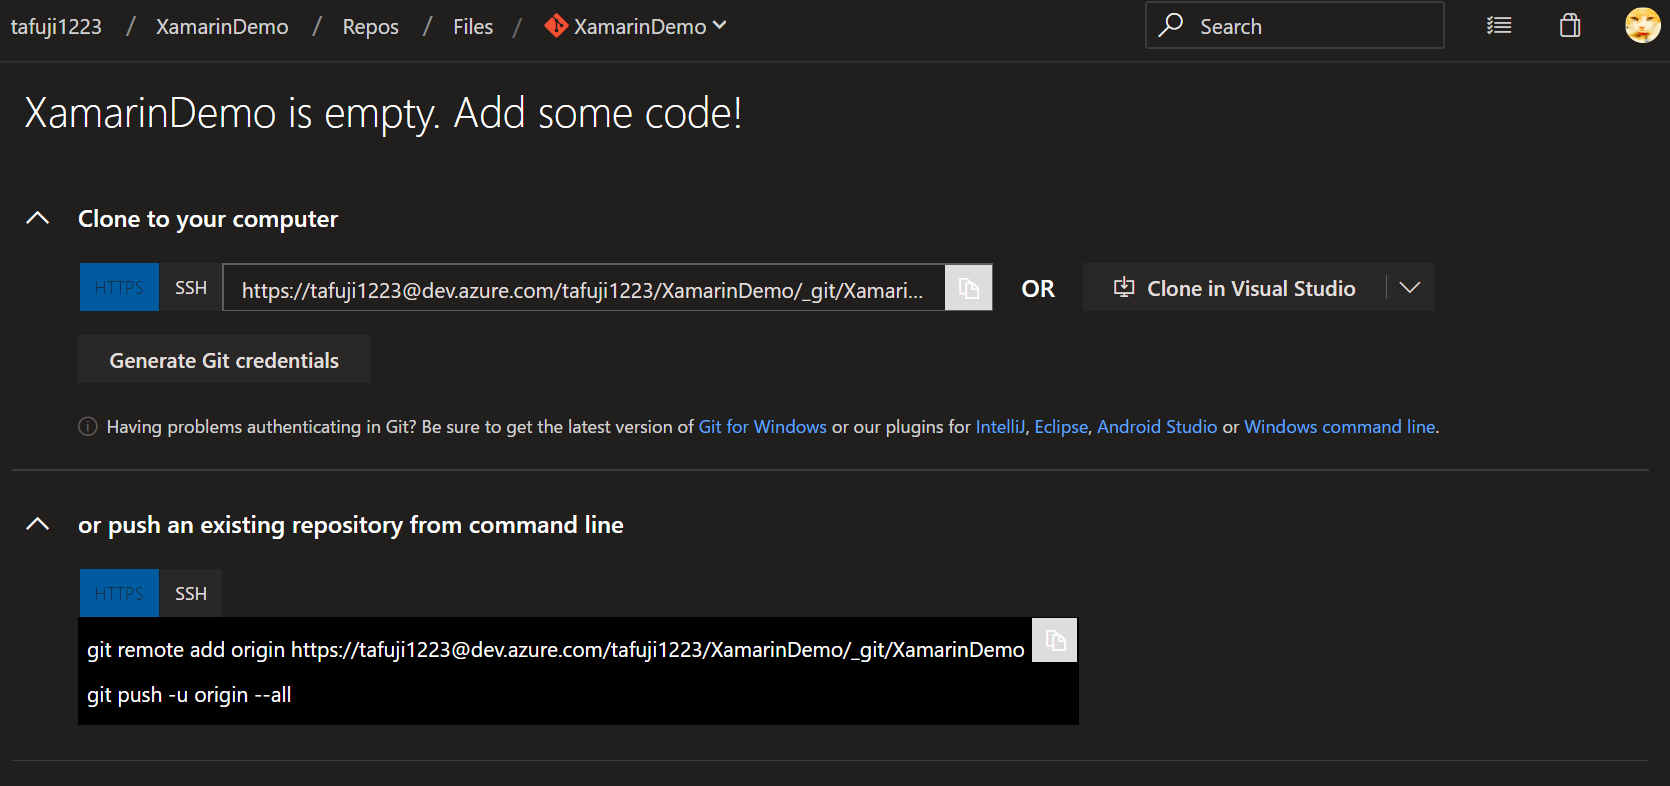 tafuji1223 / XamarinDemo / Repos / Files / XamarinDemo Search
XamarinDemo is empty. Add some code!
Clone to your computer
HTTPS SSH https://tafuji1223@dev.azure.com/tafuji1223/XamarinDemo/_git/Xamari... OR Clone in Visual Studio
Generate Git credentials
Having problems authenticating in Git? Be sure to get the latest version of Git for Windows or our plugins for IntelliJ, Eclipse, Android Studio or Windows command line.
or push an existing repository from command line
HTTPS SSH
git remote add origin https://tafuji1223@dev.azure.com/tafuji1223/XamarinDemo/_git/XamarinDemo
git push -u origin --all